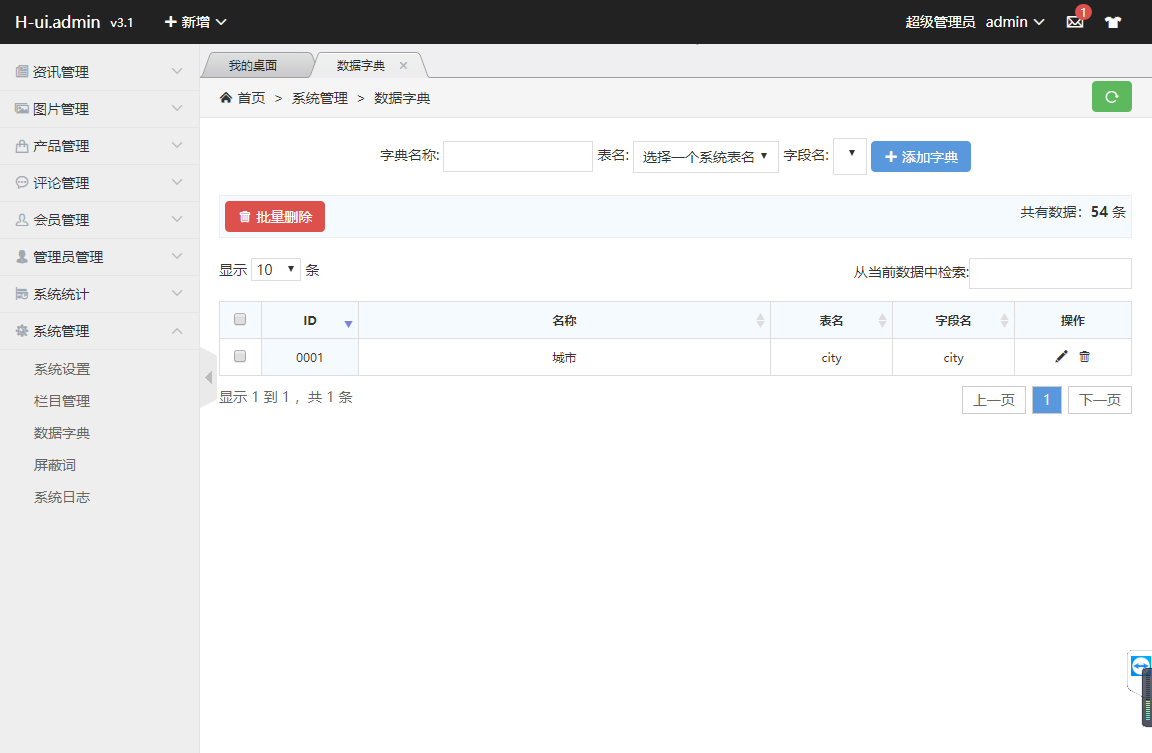 H-ui.admin v3.1 新增 超级管理员 admin 1
我的桌面 数据字典
首页 > 系统管理 > 数据字典
资讯管理
图片管理
产品管理
评论管理
会员管理
管理员管理
系统统计
系统管理
系统设置
栏目管理
数据字典
屏蔽词
系统日志
字典名称: 表名: 选择一个系统表名 字段名: 添加字典
批量删除 共有数据：54 条
显示 10 条 从当前数据中检索:
ID 名称 表名 字段名 操作
0001 城市 city city
显示 1 到 1 ，共 1 条 上一页 1 下一页